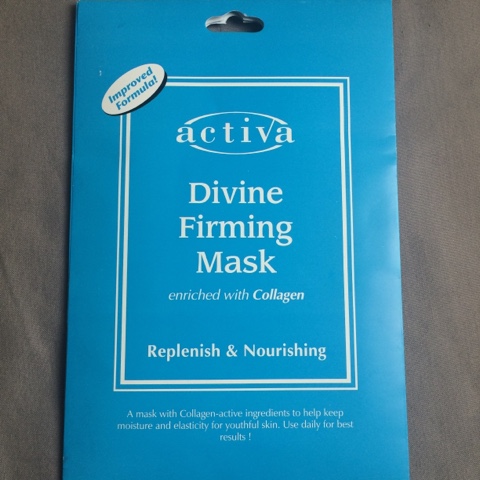 Improved
Formula!
activa
Divine
Firming
Mask
enriched with Collagen
Replenish & Nourishing
A mask with Collagen-active ingredients to help keep
moisture and elasticity for youthful skin. Use daily for best
results !